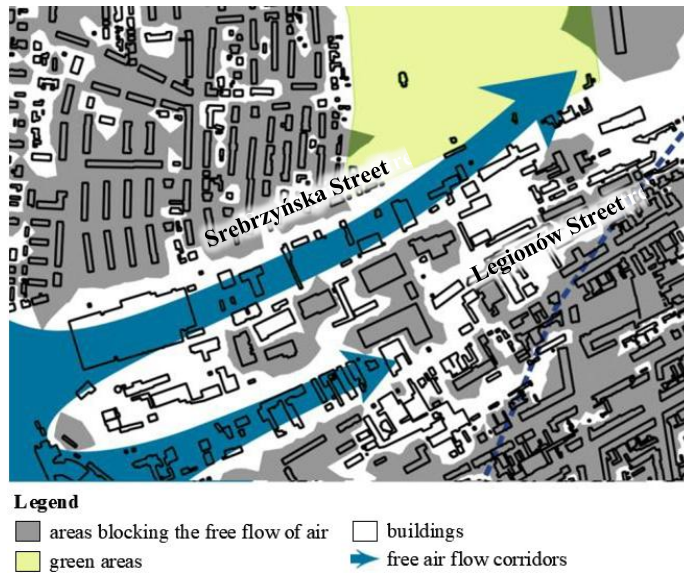 Srebrzyńska Street
Legionów Street
Legend
areas blocking the free flow of air
buildings
green areas
free air flow corridors